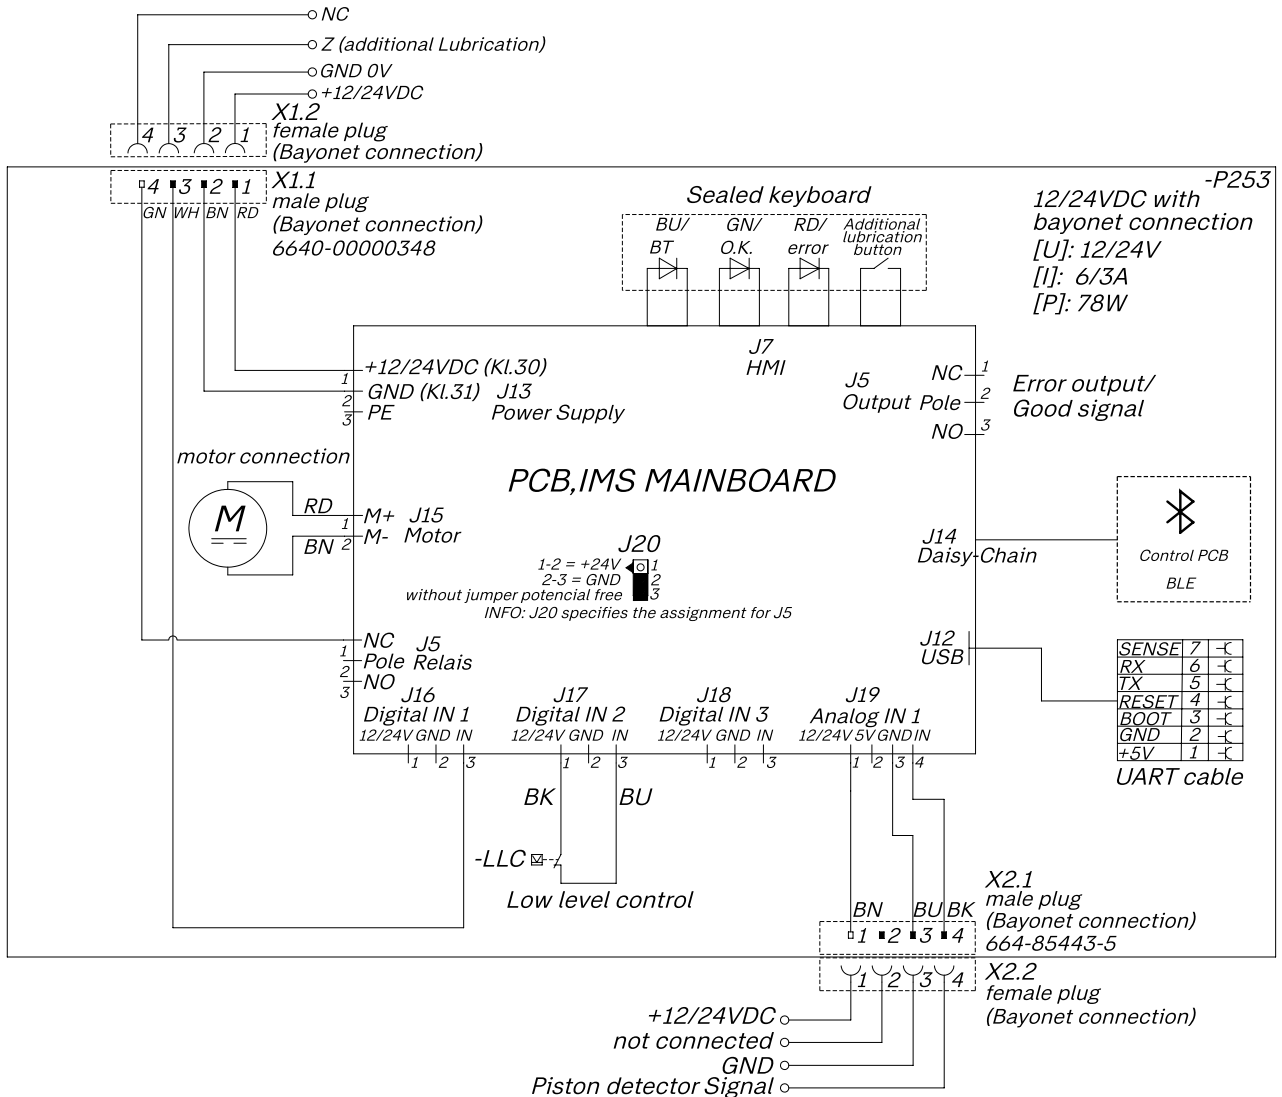 NC
Z (additional Lubrication)
GND 0V
+12/24VDC
X1.2
female plug
(Bayonet connection)
4 3 2 1
X1.1
male plug
(Bayonet connection)
6640-00000348
4 3 2 1
GN WH BN RD
-P253
12/24VDC with
bayonet connection
[U]: 12/24V
[I]: 6/3A
[P]: 78W
Sealed keyboard
BU/
BT
GN/
O.K.
RD/
error
Additional
lubrication
button
J7
HMI
+12/24VDC (Kl.30)
1
GND (Kl.31)
2
PE
3
J13
Power Supply
J5
Output
NC 1
Pole 2
NO 3
Error output/
Good signal
motor connection
M
RD
BN
M+
1
M-
2
J15
Motor
PCB,IMS MAINBOARD
J20
1-2 = +24V
2-3 = GND
without jumper potencial free
1
2
3
INFO: J20 specifies the assignment for J5
J14
Daisy-Chain
Control PCB
BLE
NC
1
Pole
2
NO
3
J5
Relais
J12
USB
SENSE 7
RX 6
TX 5
RESET 4
BOOT 3
GND 2
+5V 1
UART cable
J16
Digital IN 1
12/24V GND IN
1 2 3
J17
Digital IN 2
12/24V GND IN
1 2 3
J18
Digital IN 3
12/24V GND IN
1 2 3
J19
Analog IN 1
12/24V 5V GND IN
1 2 3 4
BK
BU
-LLC
Low level control
BN
BU BK
1 2 3 4
X2.1
male plug
(Bayonet connection)
664-85443-5
1 2 3 4
X2.2
female plug
(Bayonet connection)
+12/24VDC
not connected
GND
Piston detector Signal